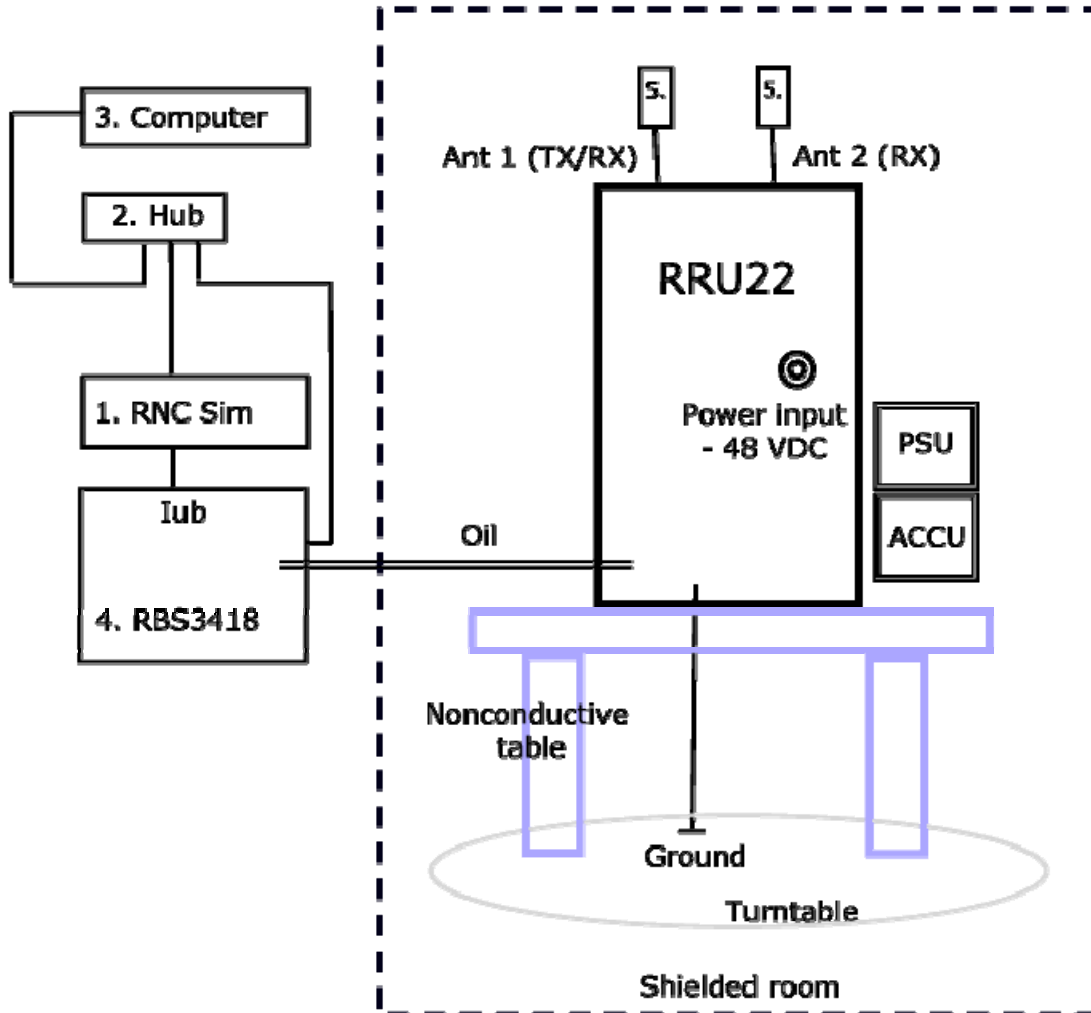 3. Computer
2. Hub
1. RNC Sim
Iub
4. RBS3418
Oil
5.
5.
Ant 1 (TX/RX)
Ant 2 (RX)
RRU22
Power input
- 48 VDC
PSU
ACCU
Nonconductive
table
Ground
Turntable
Shielded room